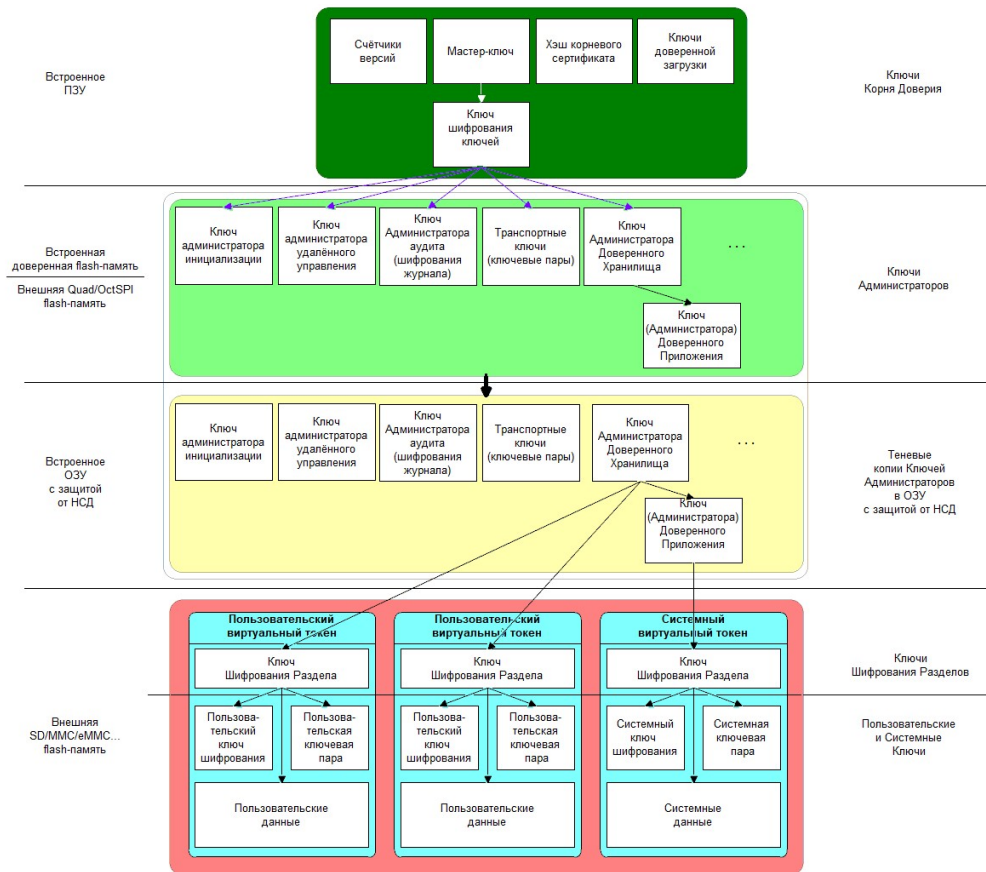 Встроенное
ПЗУ
Счётчики
версий
Мастер-ключ
Хэш корневого
сертификата
Ключи
доверенной
загрузки
Ключ
шифрования
ключей
Ключи
Корня Доверия
Встроенная
доверенная flash-память
Внешняя Quad/OctSPI
flash-память
Ключ
администратора
инициализации
Ключ
администратора
удалённого
управления
Ключ
Администратора
аудита
(шифрования
журнала)
Транспортные
ключи
(ключевые пары)
Ключ
Администратора
Доверенного
Хранилища
...
Ключ
(Администратора)
Доверенного
Приложения
Ключи
Администраторов
Встроенное
ОЗУ
с защитой
от НСД
Ключ
администратора
инициализации
Ключ
администратора
удалённого
управления
Ключ
Администратора
аудита
(шифрования
журнала)
Транспортные
ключи
(ключевые пары)
Ключ
Администратора
Доверенного
Хранилища
...
Ключ
(Администратора)
Доверенного
Приложения
Теневые
копии Ключей
Администраторов
в ОЗУ
с защитой от НСД
Пользовательский
виртуальный токен
Пользовательский
виртуальный токен
Системный
виртуальный токен
Ключ
Шифрования Раздела
Ключ
Шифрования Раздела
Ключ
Шифрования Раздела
Ключи
Шифрования Разделов
Внешняя
SD/MMC/eMMC...
flash-память
Пользова-
тельский
ключ
шифрования
Пользова-
тельская
ключевая
пара
Пользова-
тельский
ключ
шифрования
Пользова-
тельская
ключевая
пара
Системный
ключ
шифрования
Системная
ключевая
пара
Пользовательские
и Системные
Ключи
Пользовательские
данные
Пользовательские
данные
Системные
данные